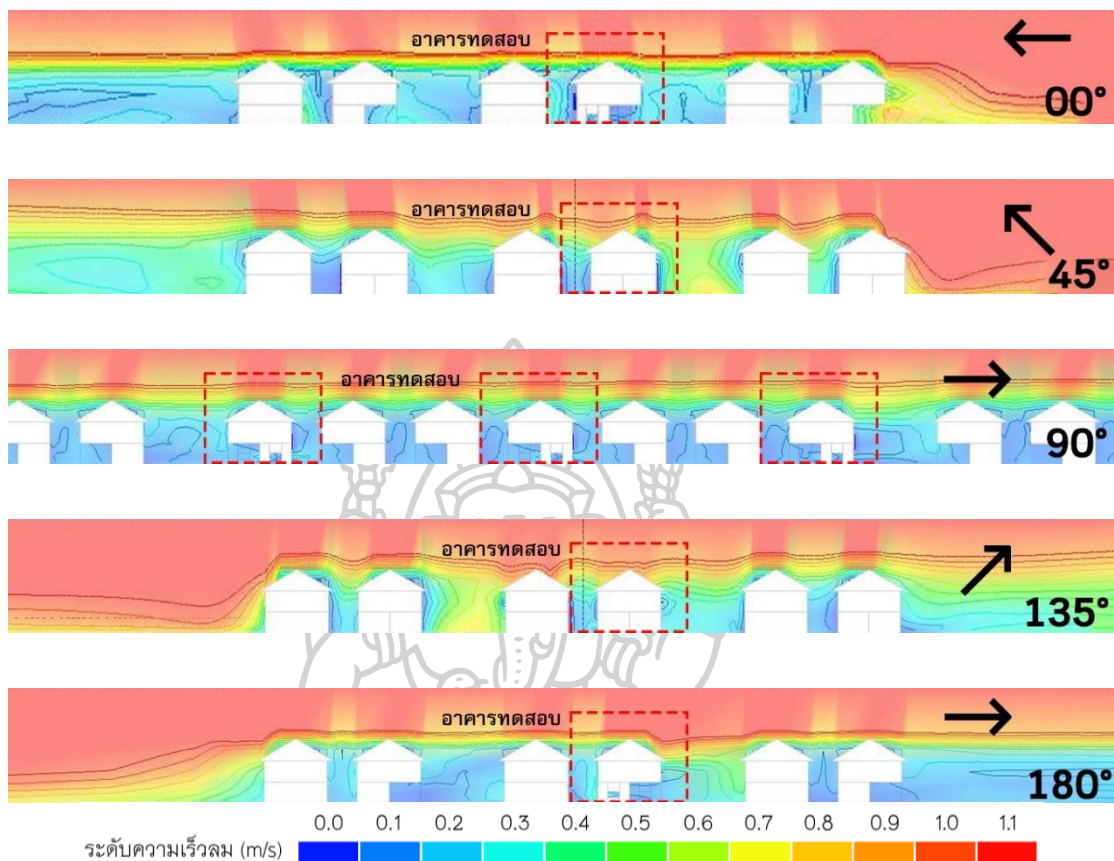 อาคารทดสอบ
00°
อาคารทดสอบ
45°
อาคารทดสอบ
90°
อาคารทดสอบ
135°
อาคารทดสอบ
180°
0.0 0.1 0.2 0.3 0.4 0.5 0.6 0.7 0.8 0.9 1.0 1.1
ระดับความเร็วลม (m/s)